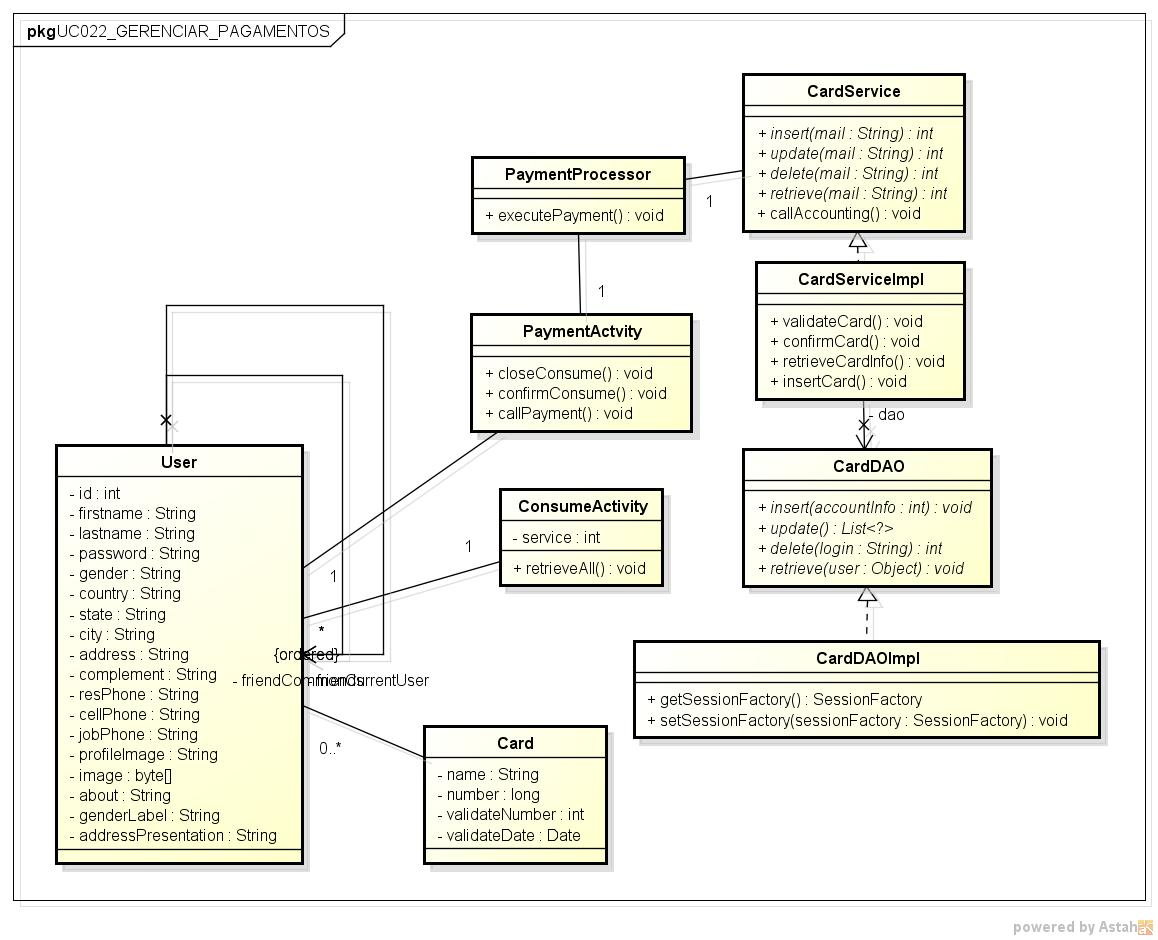 pkg UC022_GERENCIAR_PAGAMENTOS
CardService
+ insert(mail : String) : int
+ update(mail : String) : int
+ delete(mail : String) : int
+ retrieve(mail : String) : int
+ callAccounting() : void
PaymentProcessor
+ executePayment() : void
1
CardServiceImpl
+ validateCard() : void
+ confirmCard() : void
+ retrieveCardInfo() : void
+ insertCard() : void
1
PaymentActvity
+ closeConsume() : void
+ confirmConsume() : void
+ callPayment() : void
- dao
CardDAO
+ insert(accountInfo : int) : void
+ update() : List<?>
+ delete(login : String) : int
+ retrieve(user : Object) : void
User
- id : int
- firstname : String
- lastname : String
- password : String
- gender : String
- country : String
- state : String
- city : String
- address : String
- complement : String
- resPhone : String
- cellPhone : String
- jobPhone : String
- profileImage : String
- image : byte[]
- about : String
- genderLabel : String
- addressPresentation : String
ConsumeActivity
- service : int
+ retrieveAll() : void
1
1
*
{ordered}
CardDAOImpl
+ getSessionFactory() : SessionFactory
+ setSessionFactory(sessionFactory : SessionFactory) : void
0..*
Card
- name : String
- number : long
- validateNumber : int
- validateDate : Date
powered by Astah